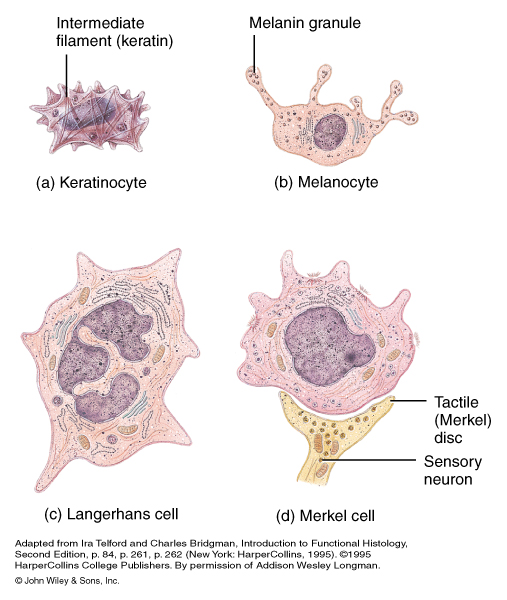 Intermediate
filament (keratin)
Melanin granule
(a) Keratinocyte
(b) Melanocyte
Tactile
(Merkel)
disc
Sensory
neuron
(c) Langerhans cell
(d) Merkel cell
Adapted from Ira Telford and Charles Bridgman, Introduction to Functional Histology,
Second Edition, p. 84, p. 261, p. 262 (New York: HarperCollins, 1995). ©1995
HarperCollins College Publishers. By permission of Addison Wesley Longman.
© John Wiley & Sons, Inc.